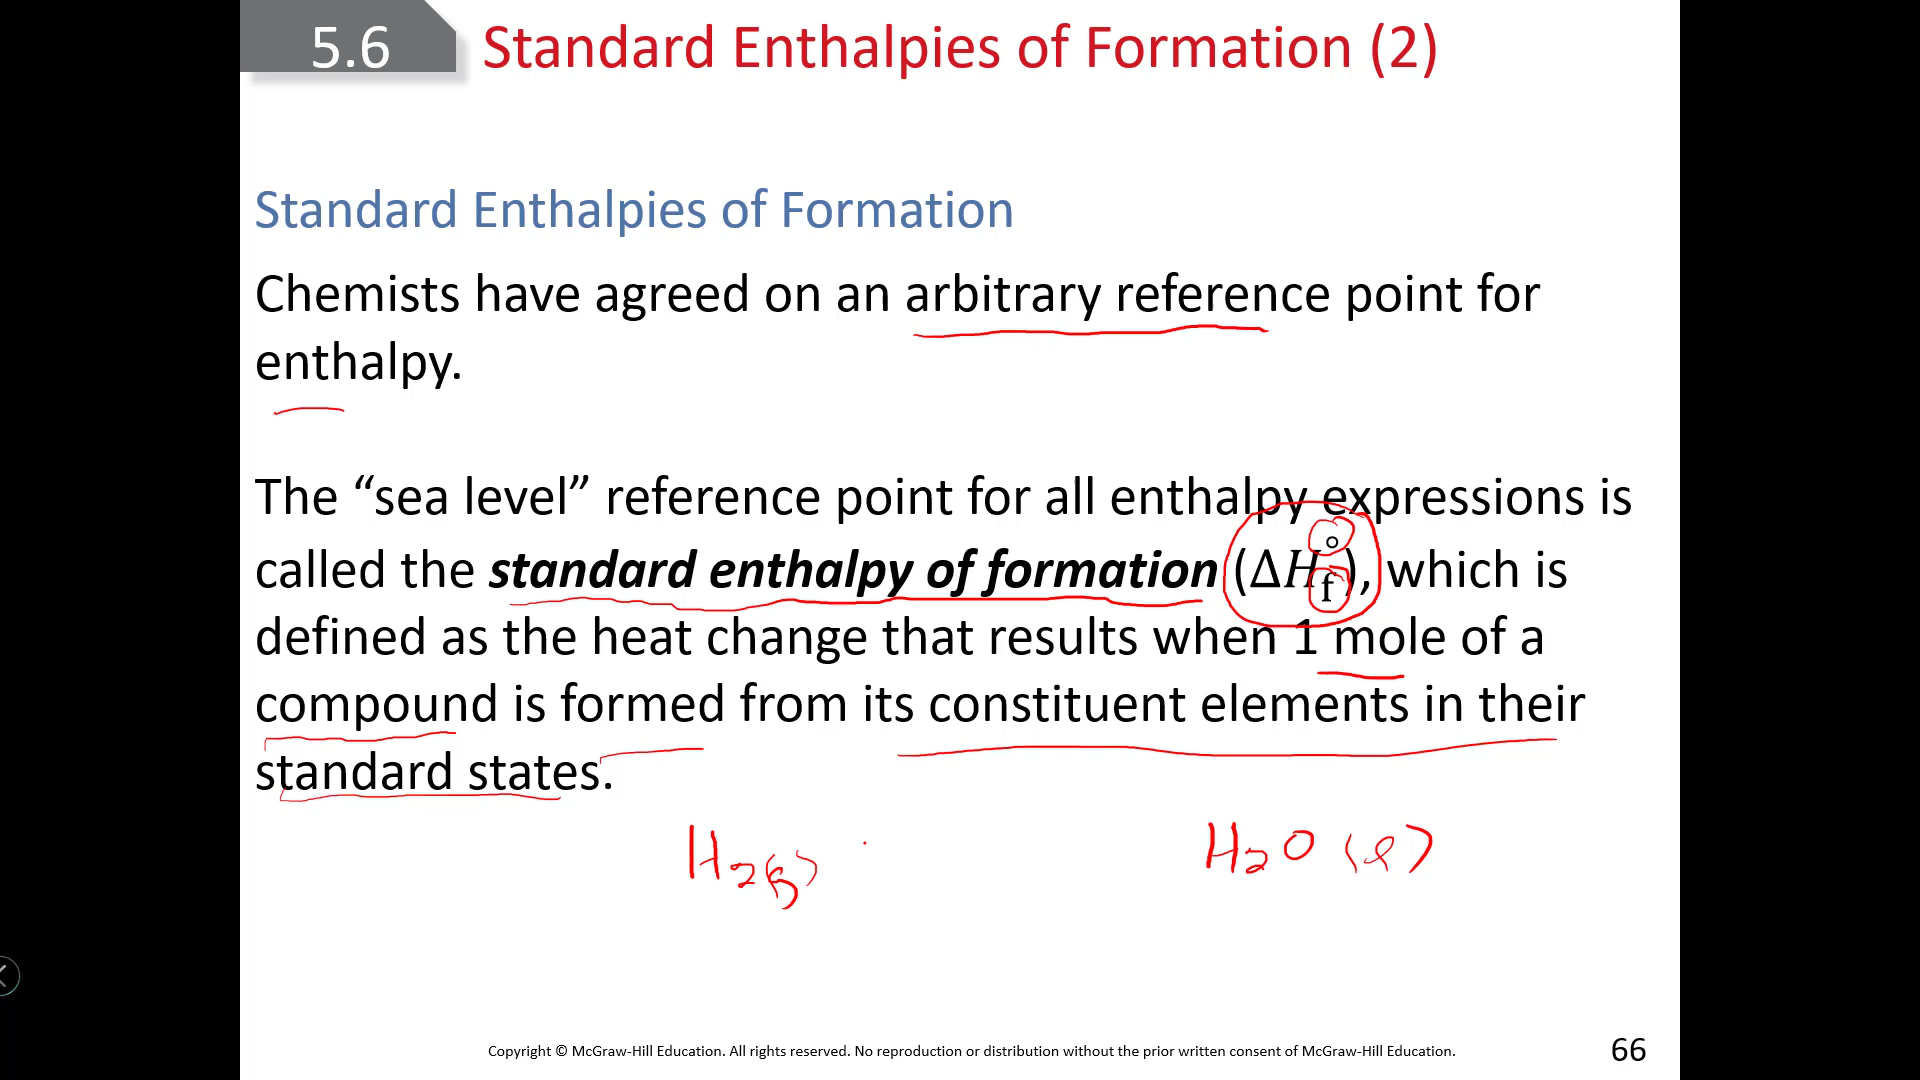 5.6 Standard Enthalpies of Formation (2)
Standard Enthalpies of Formation
Chemists have agreed on an arbitrary reference point for
enthalpy.
The “sea level” reference point for all enthalpy expressions is
called the standard enthalpy of formation (ΔH°f), which is
defined as the heat change that results when 1 mole of a
compound is formed from its constituent elements in their
standard states.
H2(g) H2O(l)
Copyright © McGraw-Hill Education. All rights reserved. No reproduction or distribution without the prior written consent of McGraw-Hill Education.
66